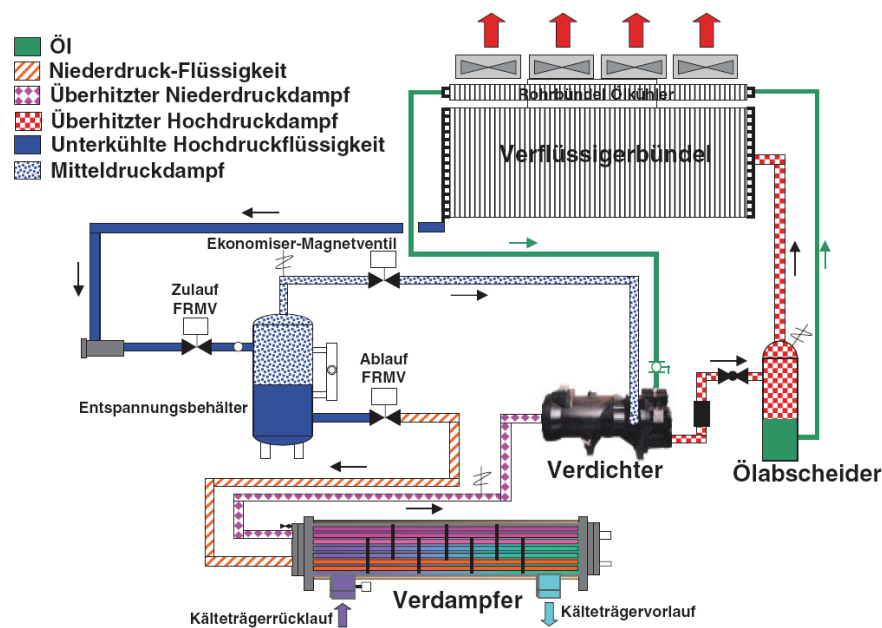 Öl
Niederdruck-Flüssigkeit
Überhitzter Niederdruckdampf
Überhitzter Hochdruckdampf
Unterkühlte Hochdruckflüssigkeit
Mitteldruckdampf
Rohrbündel Ölkühler
Verflüssigerbündel
Ekonomiser-Magnetventil
Zulauf
FRMV
Ablauf
FRMV
Entspannungsbehälter
Verdichter
Ölabscheider
Verdampfer
Kälteträgerrücklauf
Kälteträgervorlauf